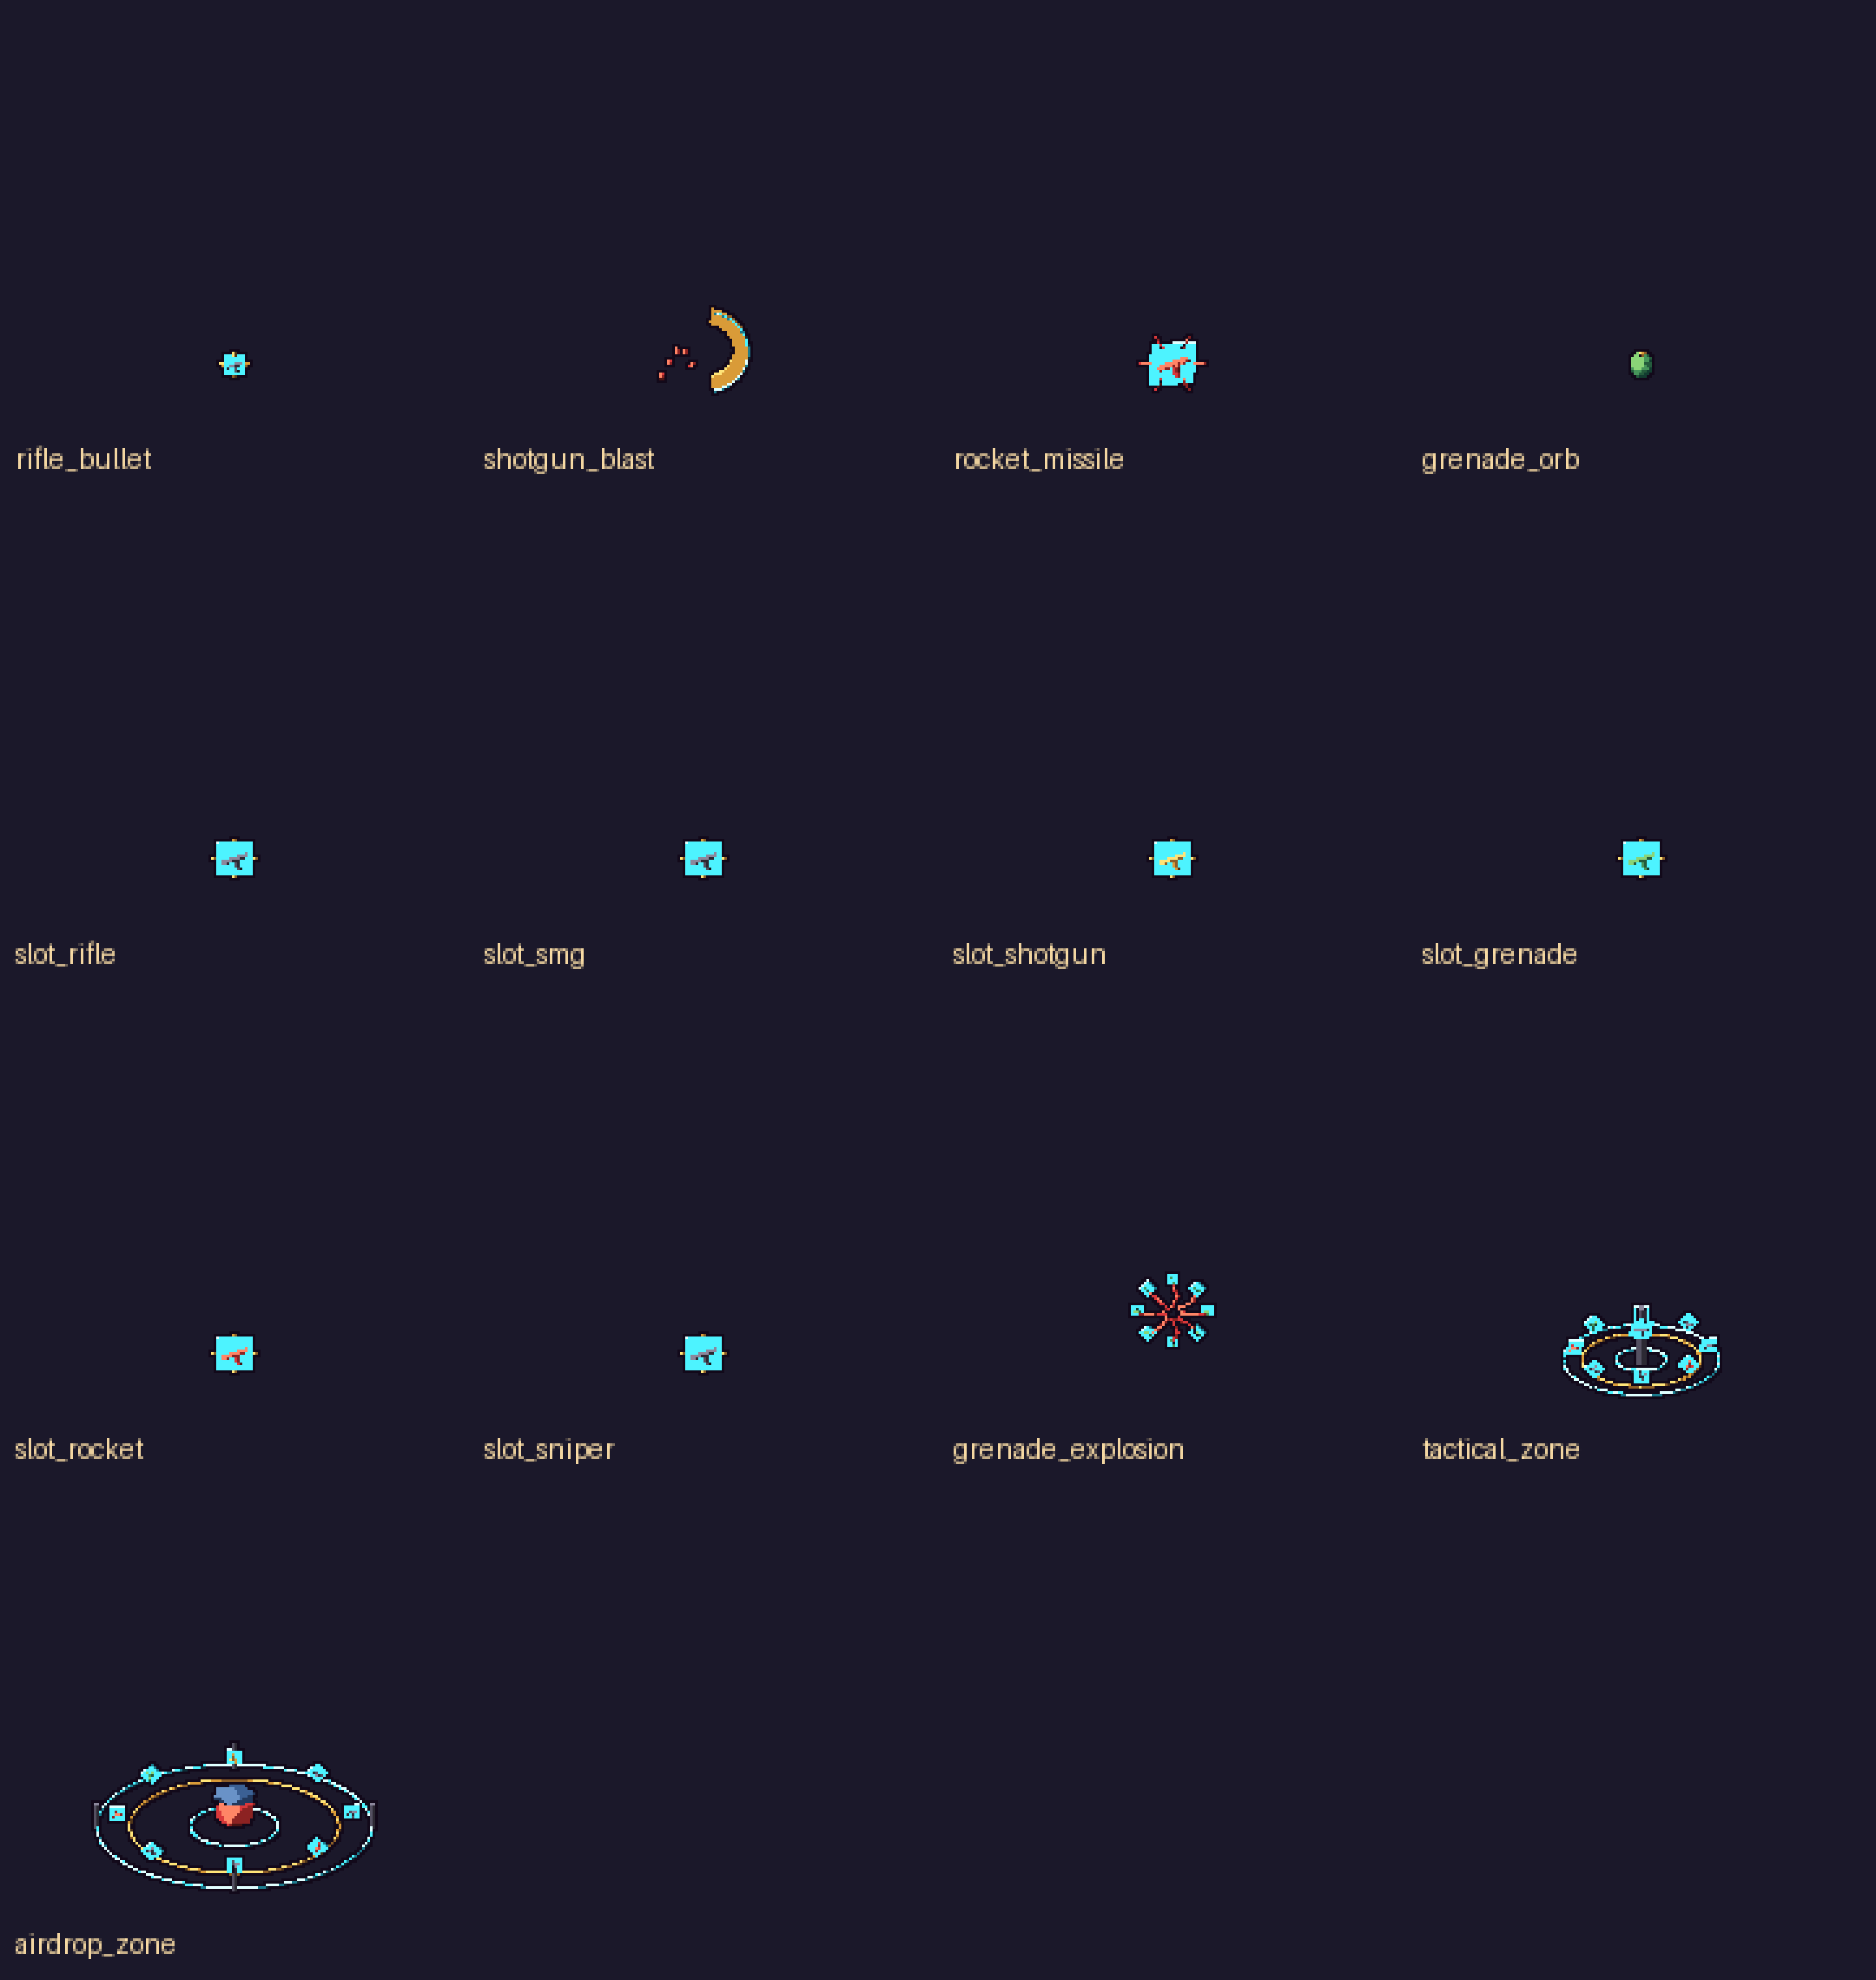 rifle_bullet
shotgun_blast
rocket_missile
grenade_orb
slot_rifle
slot_smg
slot_shotgun
slot_grenade
slot_rocket
slot_sniper
grenade_explosion
tactical_zone
airdrop_zone